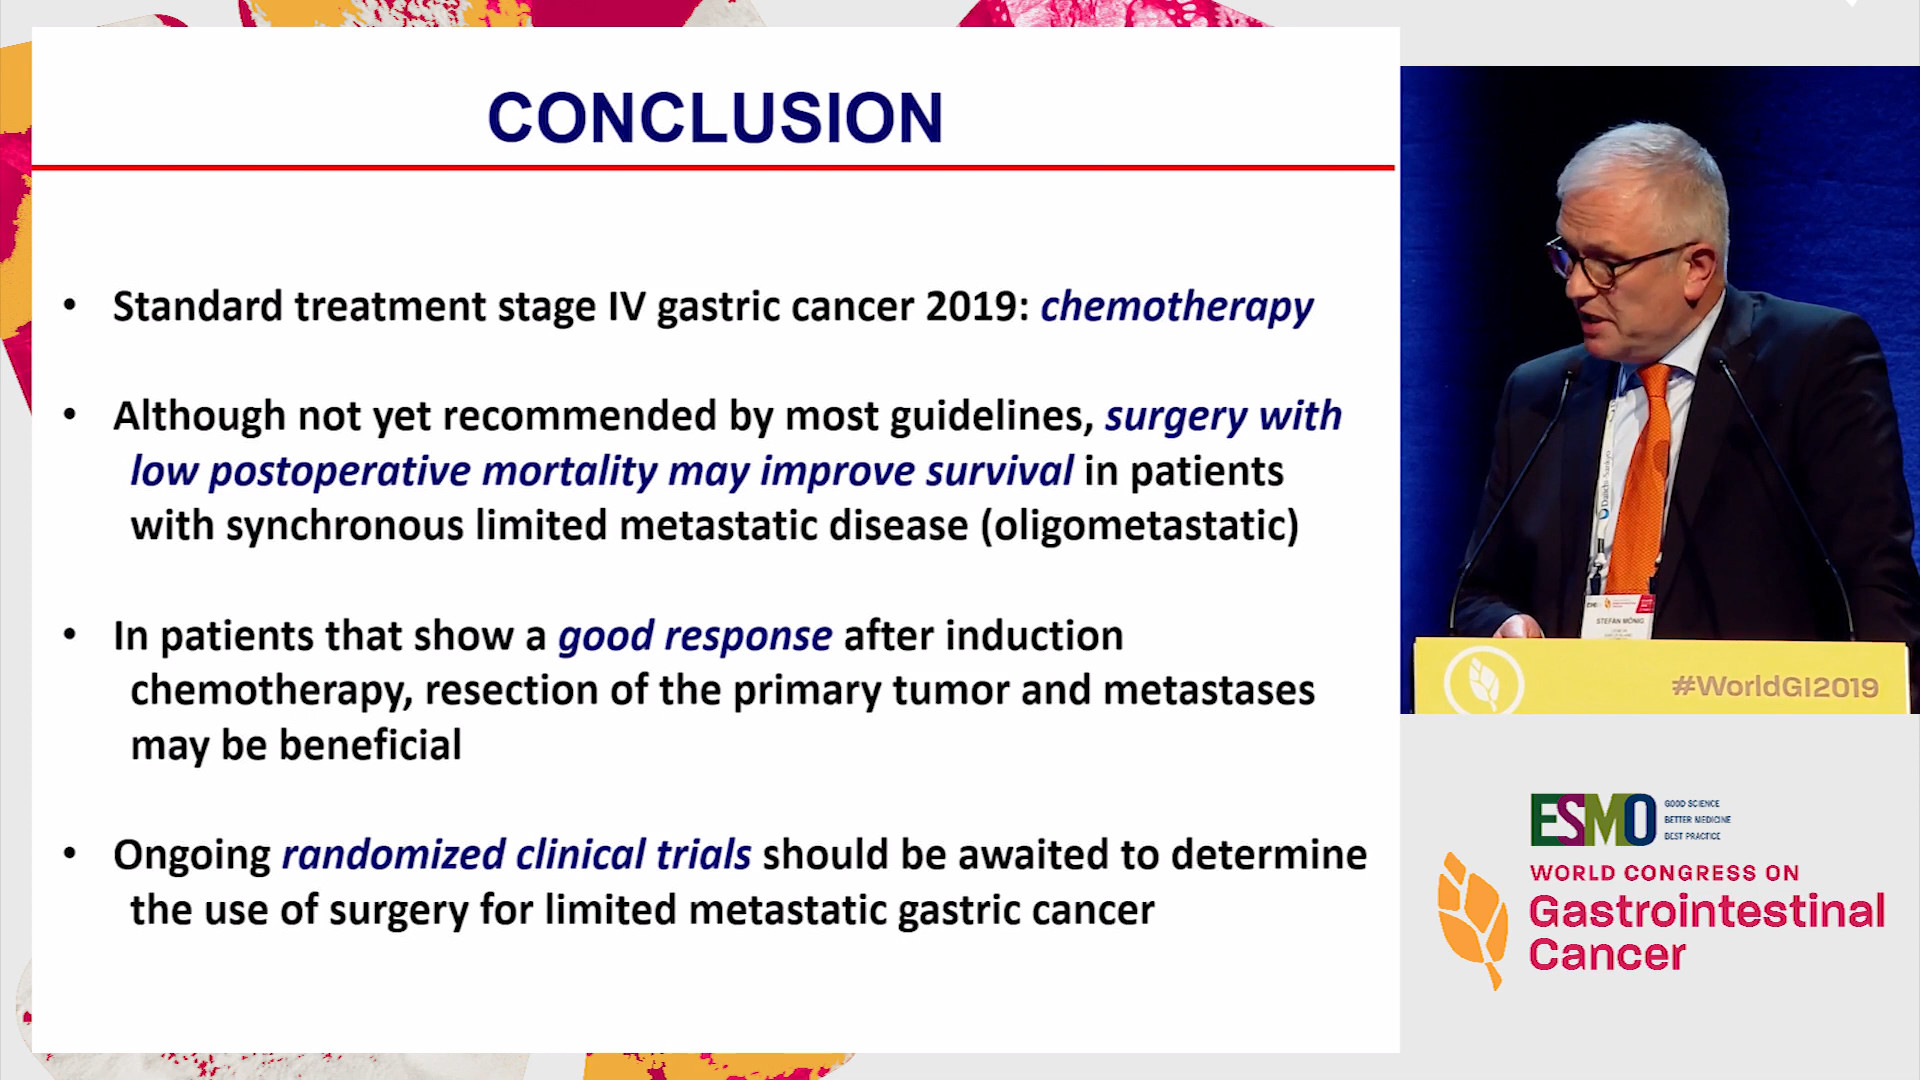 CONCLUSION
• Standard treatment stage IV gastric cancer 2019: chemotherapy
• Although not yet recommended by most guidelines, surgery with
low postoperative mortality may improve survival in patients
with synchronous limited metastatic disease (oligometastatic)
• In patients that show a good response after induction
chemotherapy, resection of the primary tumor and metastases
may be beneficial
• Ongoing randomized clinical trials should be awaited to determine
the use of surgery for limited metastatic gastric cancer
Daiichi-Sankyo
STEFAN MÖNIG
#WorldGI2019
ESMO
GOOD SCIENCE
BETTER MEDICINE
BEST PRACTICE
WORLD CONGRESS ON
Gastrointestinal
Cancer